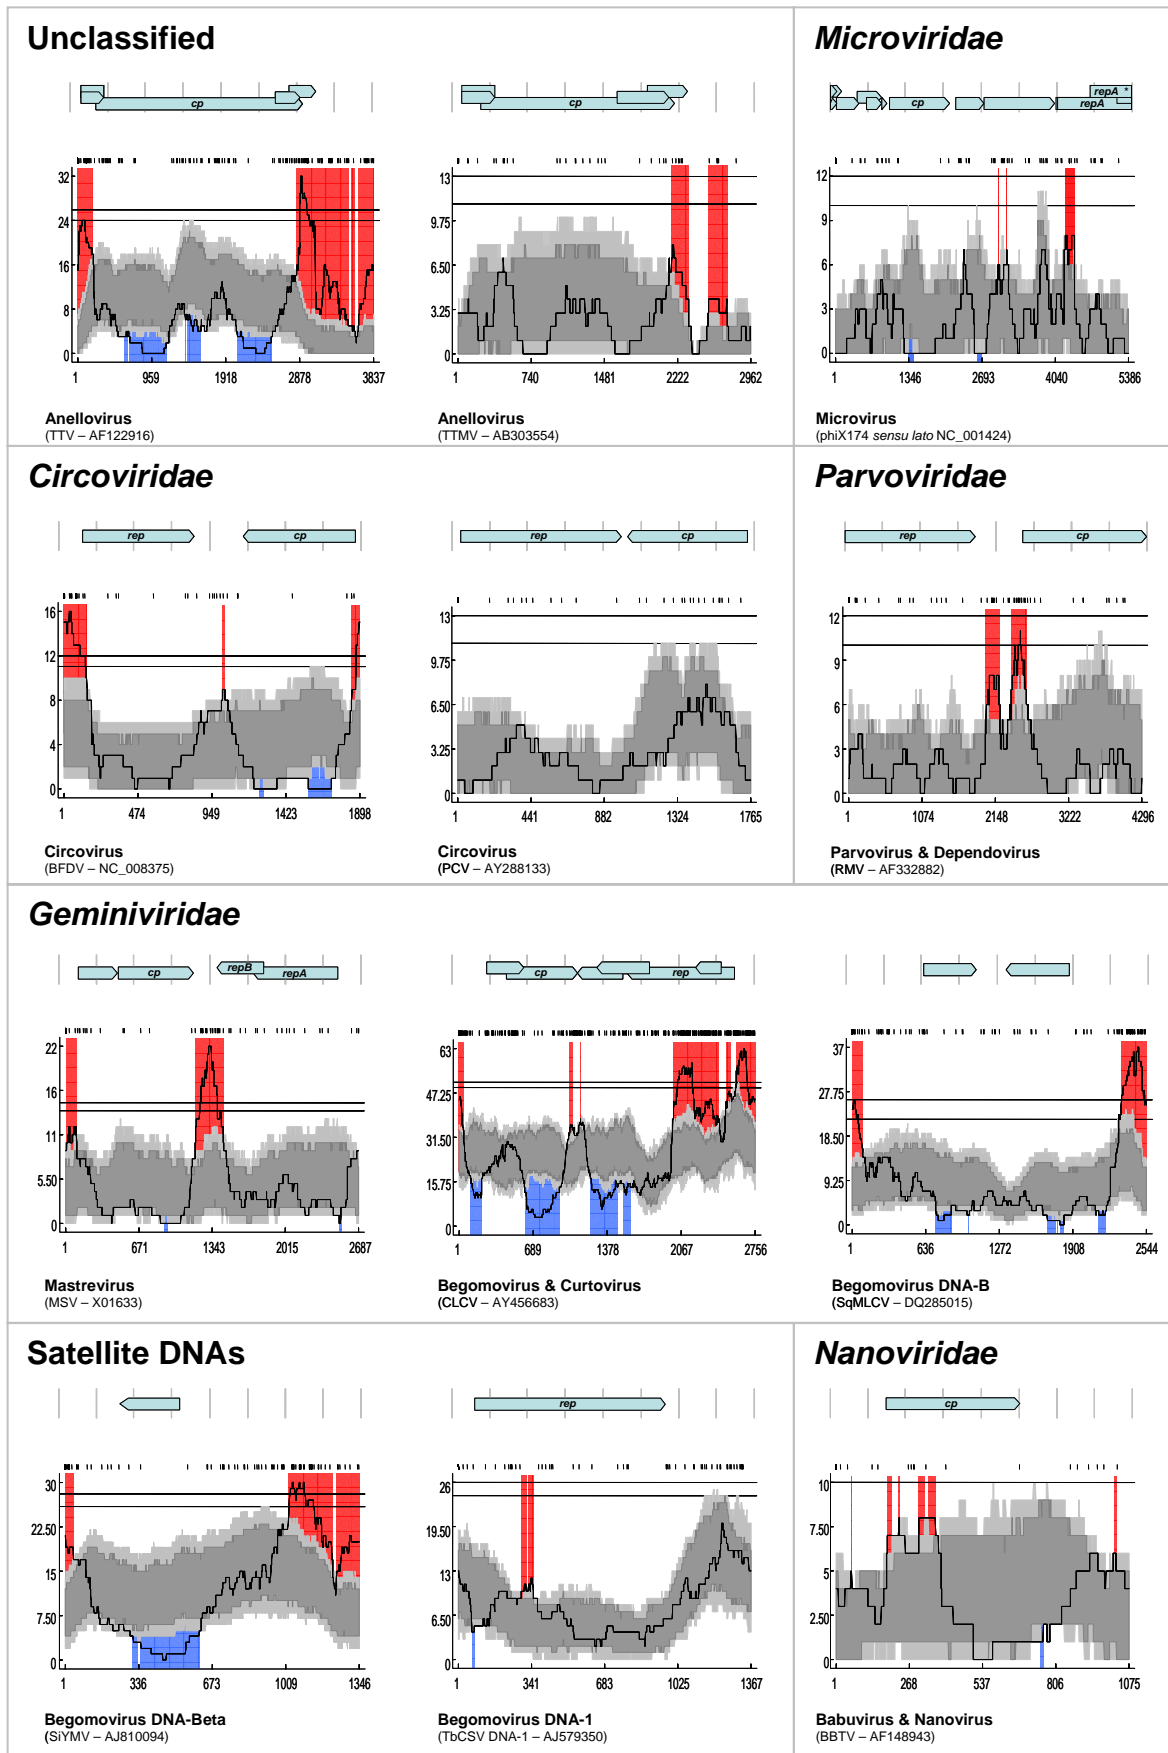 Unclassified
Microviridae
cp
cp
cp
repA *
repA
32
24
16
8
0
1 959 1918 2878 3837
13
9.75
6.50
3.25
0
1 740 1481 2222 2962
12
9
6
3
0
1 1346 2693 4040 5386
Anellovirus
(TTV – AF122916)
Anellovirus
(TTMV – AB303554)
Microvirus
(phiX174 sensu lato NC_001424)
Circoviridae
Parvoviridae
rep cp
rep cp
rep cp
16
12
8
4
0
1 474 949 1423 1898
13
9.75
6.50
3.25
0
1 441 882 1324 1765
12
9
6
3
0
1 1074 2148 3222 4296
Circovirus
(BFDV – NC_008375)
Circovirus
(PCV – AY288133)
Parvovirus & Dependovirus
(RMV – AF332882)
Geminiviridae
cp repB repA
cp rep
22
16
11
5.50
0
1 671 1343 2015 2687
63
47.25
31.50
15.75
0
1 689 1378 2067 2756
37
27.75
18.50
9.25
0
1 636 1272 1908 2544
Mastrevirus
(MSV – X01633)
Begomovirus & Curtovirus
(CLCV – AY456683)
Begomovirus DNA-B
(SqMLCV – DQ285015)
Satellite DNAs
Nanoviridae
rep
cp
30
22.50
15
7.50
0
1 336 673 1009 1346
26
19.50
13
6.50
0
1 341 683 1025 1367
10
7.50
5
2.50
0
1 268 537 806 1075
Begomovirus DNA-Beta
(SiYMV – AJ810094)
Begomovirus DNA-1
(TbCSV DNA-1 – AJ579350)
Babuvirus & Nanovirus
(BBTV – AF148943)